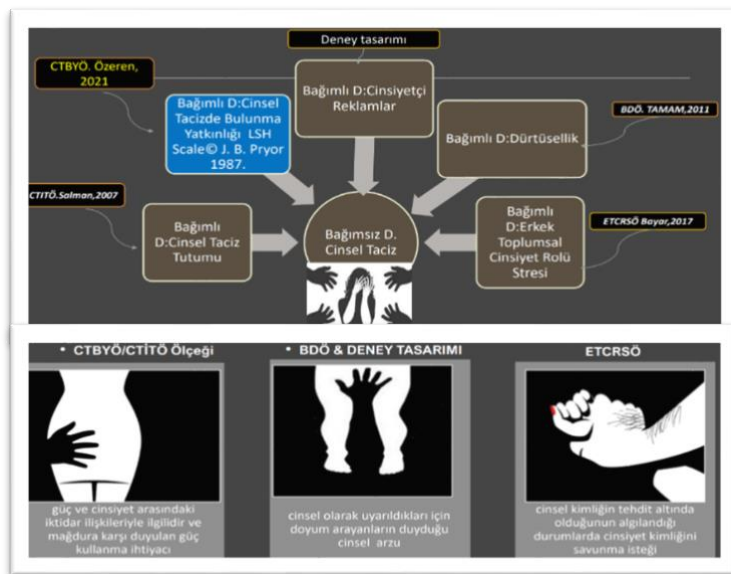 Deney tasarımı
CTBYÖ. Özeren,
2021
Bağımlı D:Cinsel
Tacizde Bulunma
Yatkınlığı LSH
Scale© J. B. Pryor
1987.
Bağımlı D:Cinsiyetçi
Reklamlar
Bağımlı D:Dürtüsellik
BDÖ. TAMAM,2011
CTITÖ.Salman,2007
Bağımlı
D:Cinsel Taciz
Tutumu
Bağımsız D.
Cinsel Taciz
Bağımlı
D:Erkek
Toplumsal
Cinsiyet Rolü
Stresi
ETCRSÖ Bayar,2017
• CTBYÖ/CTİTÖ Ölçeği
güç ve cinsiyet arasındaki
iktidar ilişkileriyle ilgilidir ve
mağdura karşı duyulan güç
kullanma ihtiyacı
• BDÖ & DENEY TASARIMI
cinsel olarak uyarıldıkları için
doyum arayanların duyduğu
cinsel arzu
ETCRSÖ
cinsel kimliğin tehdit altında
olduğunun algılandığı
durumlarda cinsiyet kimliğini
savunma isteği